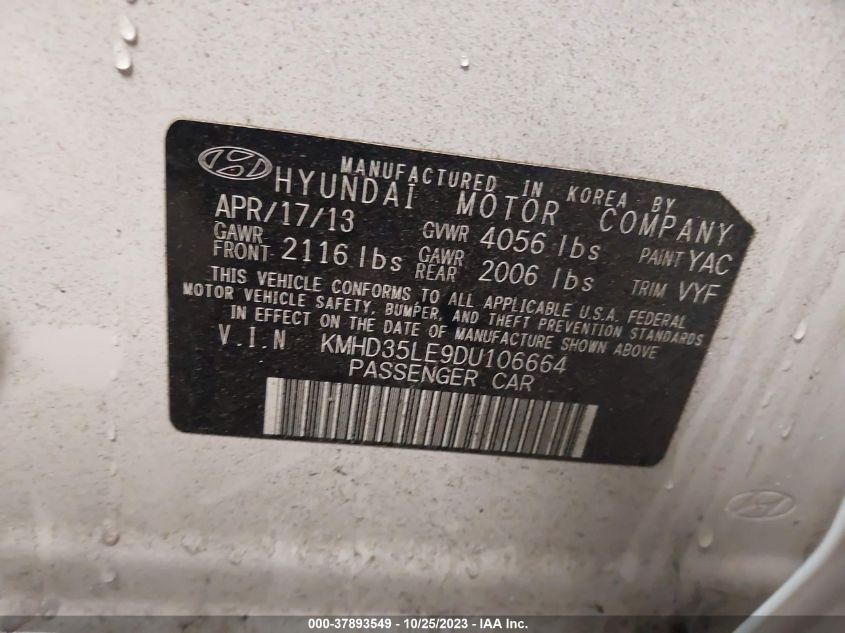 MANUFACTURED IN KOREA BY
HYUNDAI MOTOR COMPANY
APR/17/13 GVWR 4056 lbs PAINT YAC
GAWR FRONT 2116 lbs GAWR REAR 2006 lbs TRIM VYF
THIS VEHICLE CONFORMS TO ALL APPLICABLE U.S.A. FEDERAL
MOTOR VEHICLE SAFETY, BUMPER, AND THEFT PREVENTION STANDARDS
IN EFFECT ON THE DATE OF MANUFACTURE SHOWN ABOVE
V.I.N KMHD35LE9DU106664
PASSENGER CAR
000-37893549 - 10/25/2023 - IAA Inc.